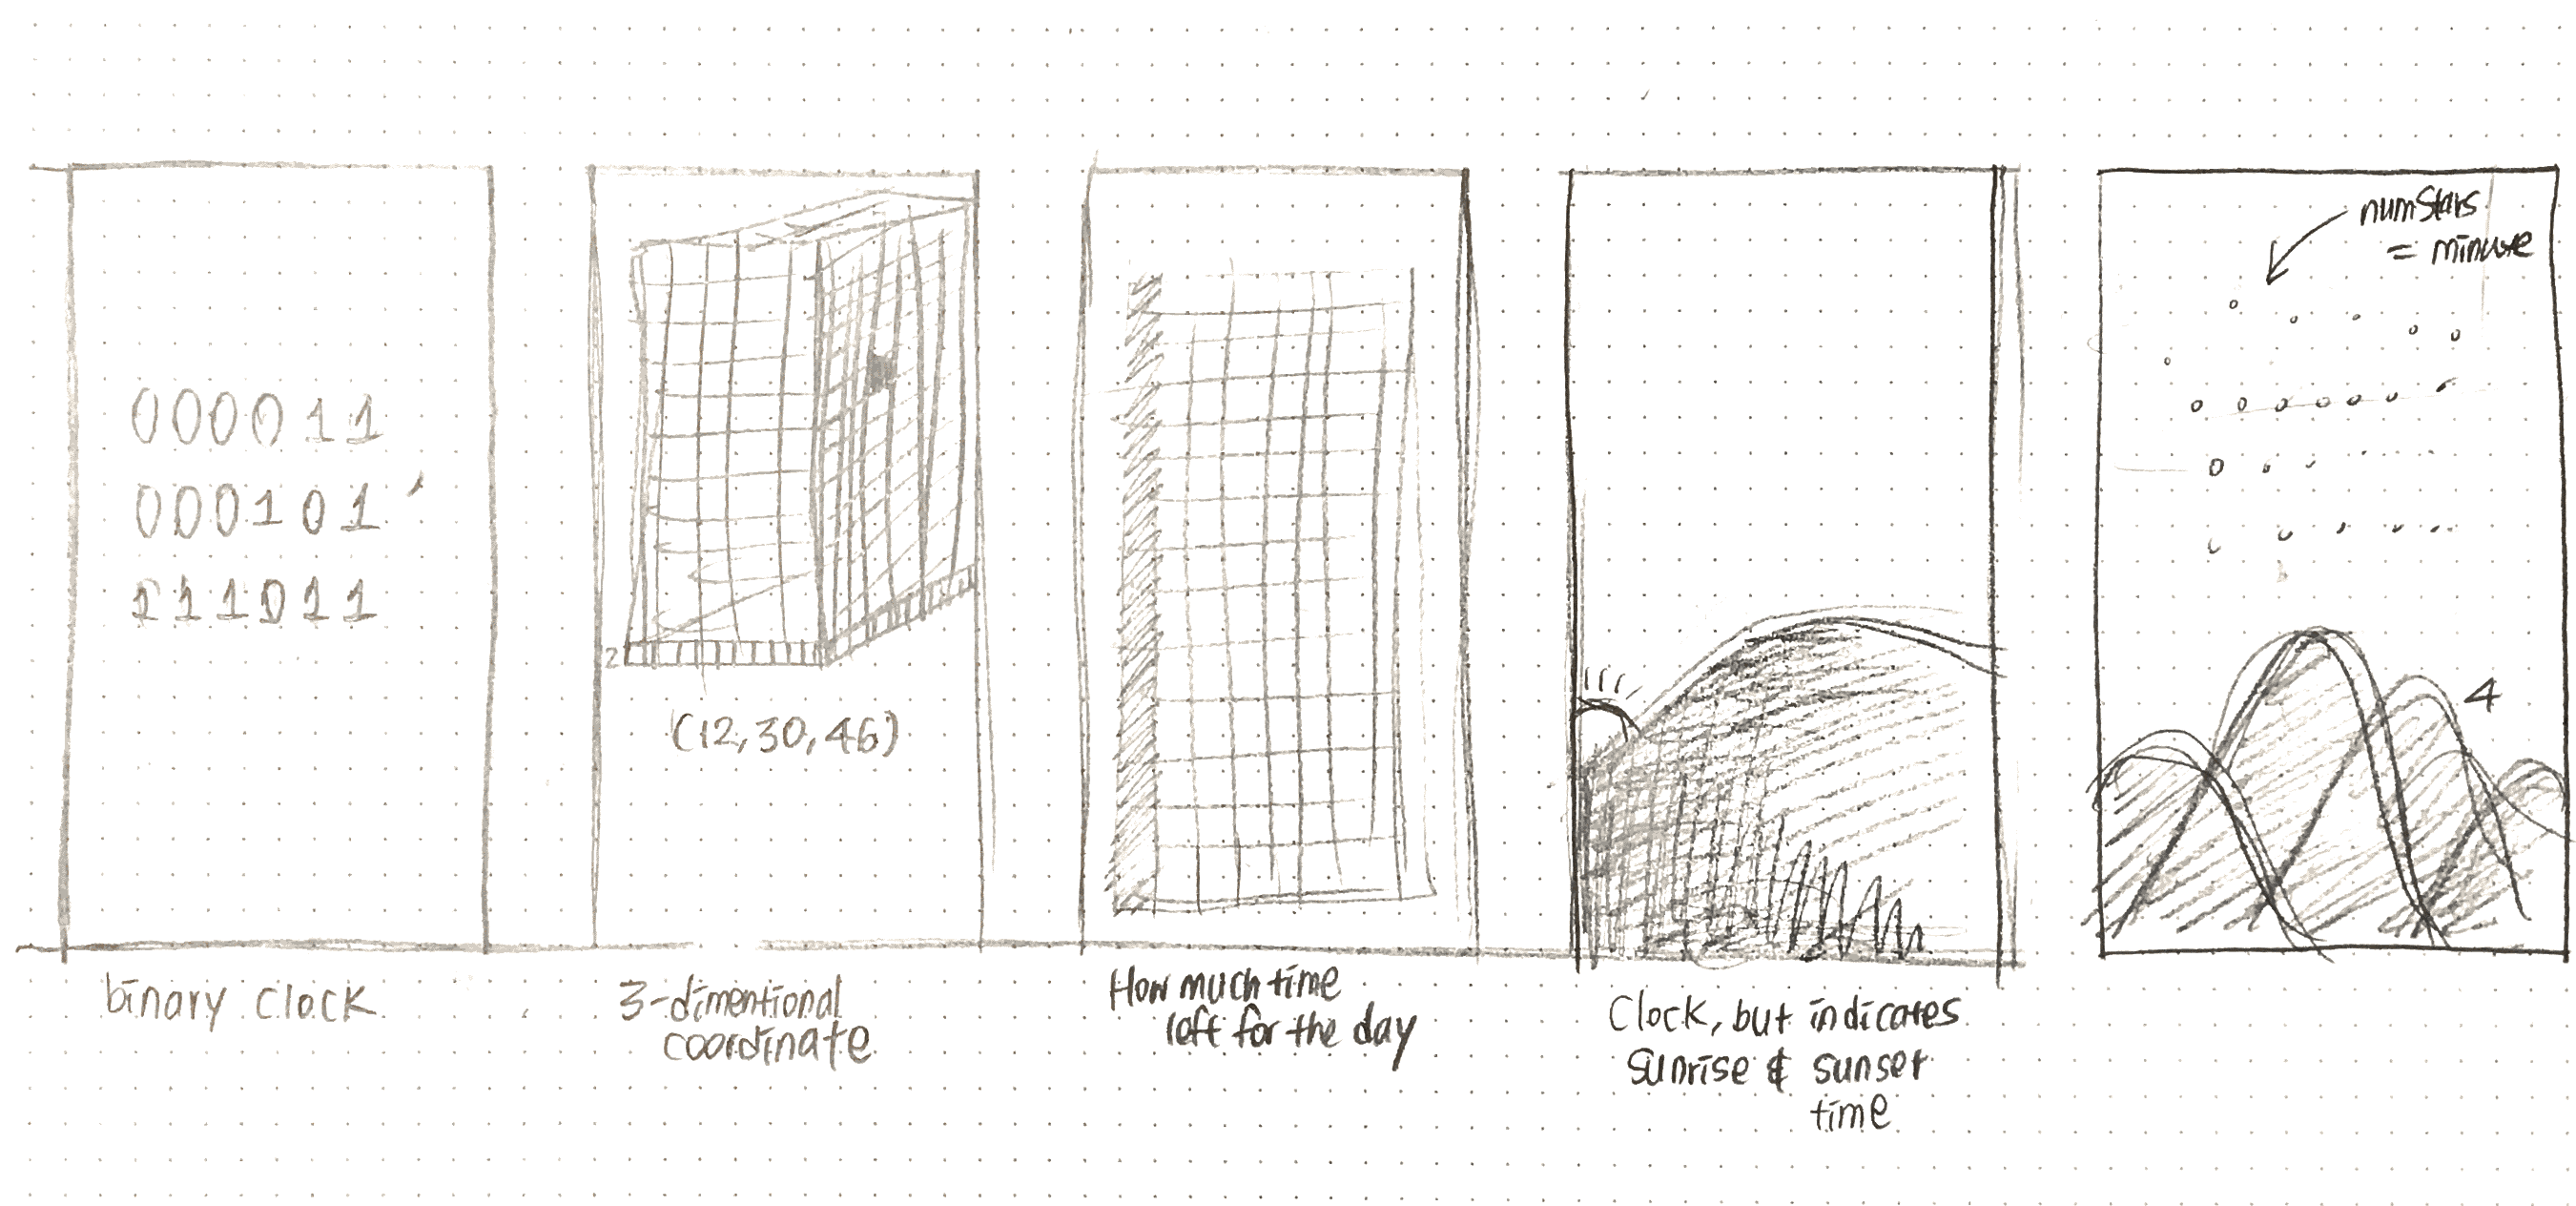 000011
000101
111011
binary clock
2
(12,30,46)
3-dimentional
coordinate
How much time
left for the day
Clock, but indicates
sunrise & sunset
time
numStars
= minute
4